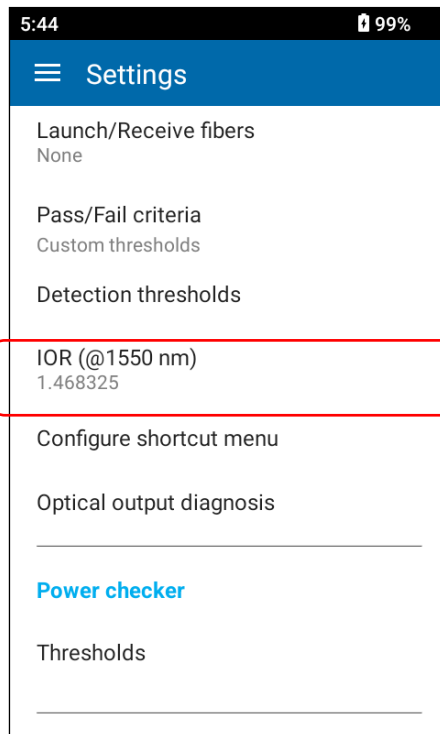 5:44 99%
Settings
Launch/Receive fibers
None
Pass/Fail criteria
Custom thresholds
Detection thresholds
IOR (@1550 nm)
1.468325
Configure shortcut menu
Optical output diagnosis
Power checker
Thresholds